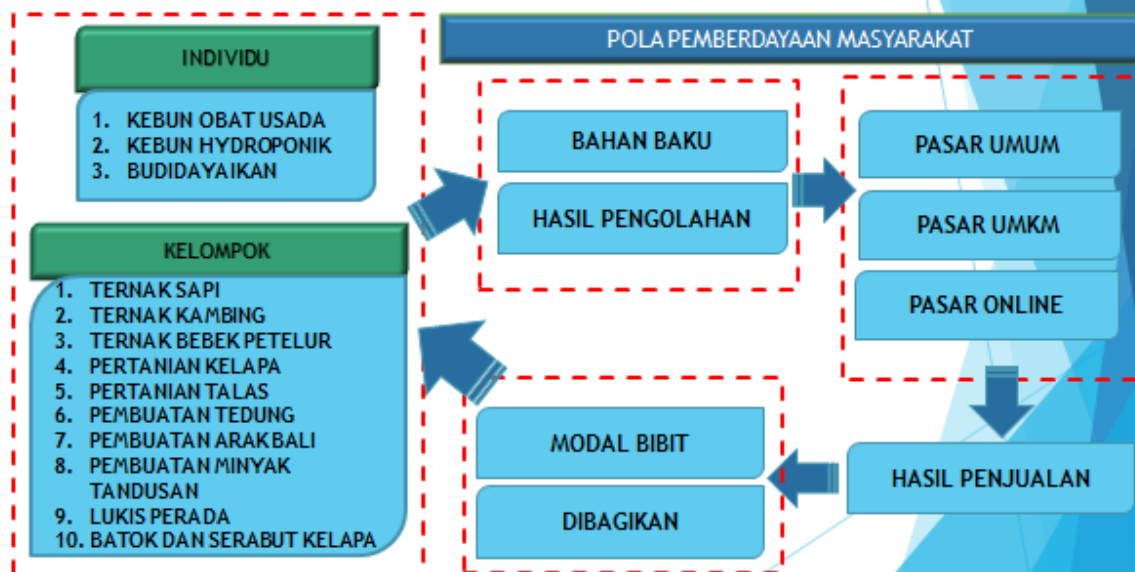 POLA PEMBERDAYAAN MASYARAKAT
INDIVIDU
1. KEBUN OBAT USADA
2. KEBUN HYDROPONIK
3. BUDIDAYAIKAN
KELOMPOK
1. TERNAK SAPI
2. TERNAK KAMBING
3. TERNAK BEBEK PETELUR
4. PERTANIAN KELAPA
5. PERTANIAN TALAS
6. PEMBUATAN TEDUNG
7. PEMBUATAN ARAK BALI
8. PEMBUATAN MINYAK
TANDUSAN
9. LUKIS PERADA
10. BATOK DAN SERABUT KELAPA
BAHAN BAKU
HASIL PENGOLAHAN
PASAR UMUM
PASAR UMKM
PASAR ONLINE
HASIL PENJUALAN
MODAL BIBIT
DIBAGIKAN